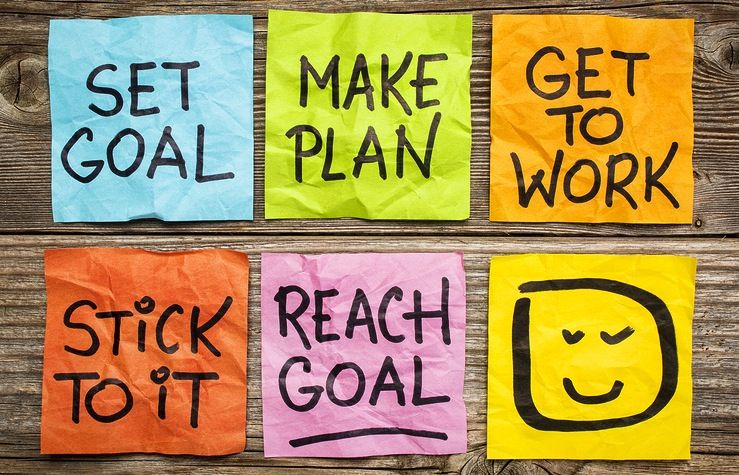 SET
GOAL
MAKE
PLAN
GET
TO
WORK
STiCK
TO iT
REACH
GOAL